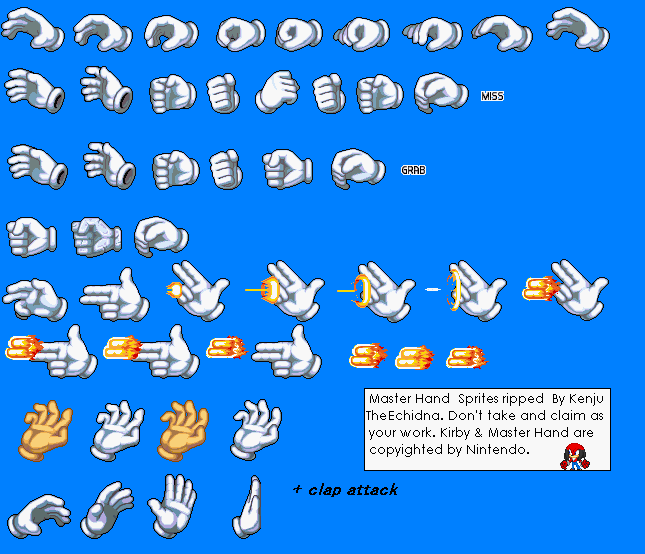 MISS
GRAB
Master Hand Sprites ripped By Kenju
TheEchidna. Don't take and claim as
your work. Kirby & Master Hand are
copyighted by Nintendo.
+ clap attack